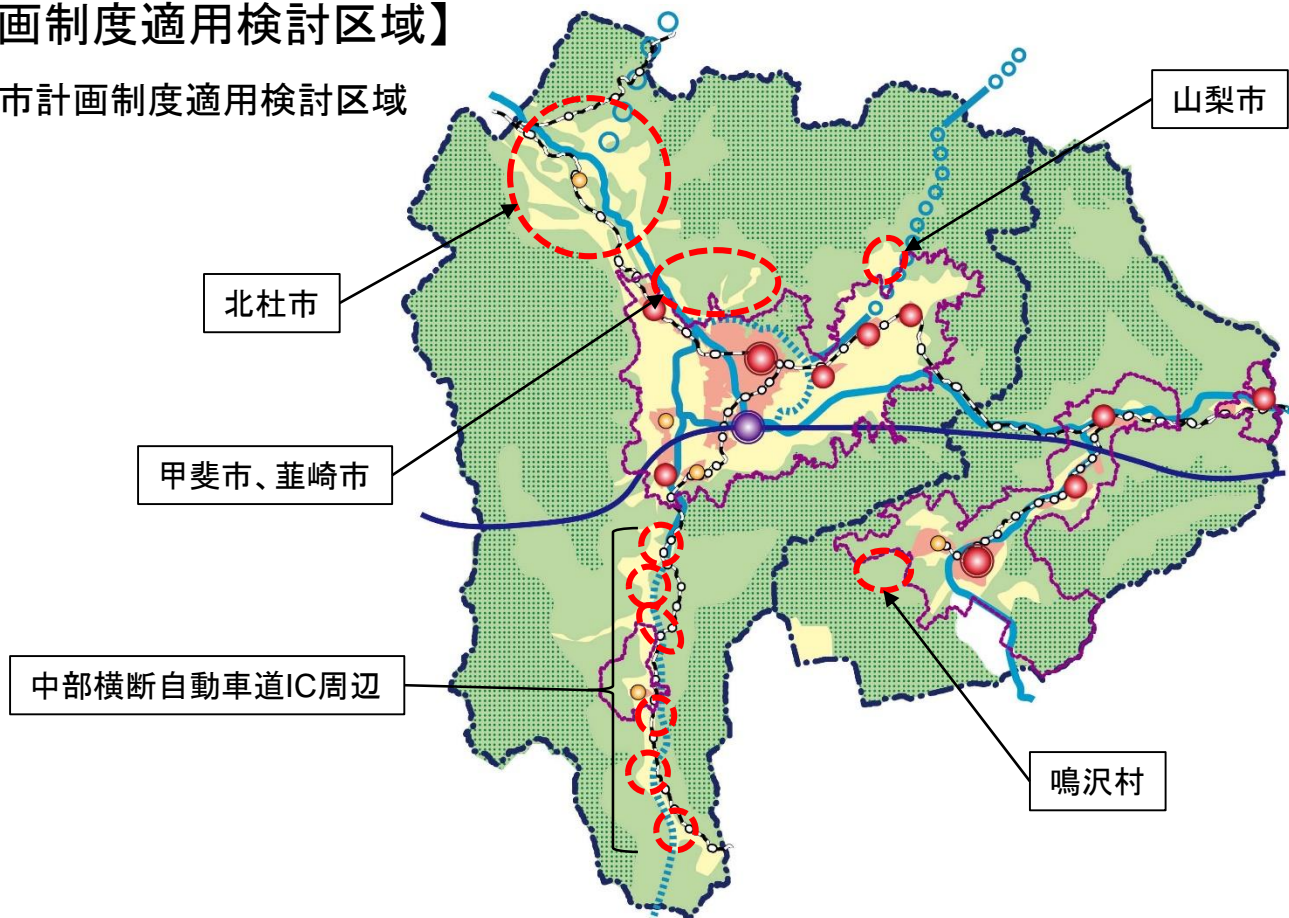 画制度適用検討区域】
市計画制度適用検討区域
山梨市
北杜市
甲斐市、韮崎市
中部横断自動車道IC周辺
鳴沢村